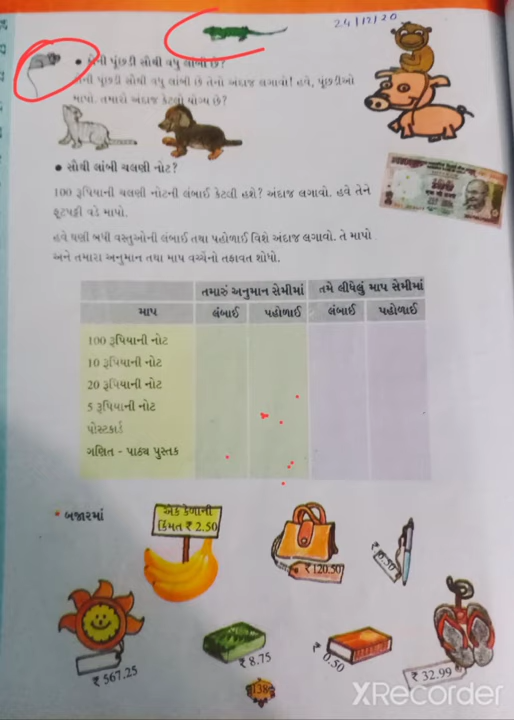 24/12/20
• કોની પૂંછડી સૌથી વધુ લાંબી છે?
કોની પૂંછડી સૌથી વધુ લાંબી છે તેનો અંદાજ લગાવો! હવે, પૂંછડીઓ
માપો. તમારો અંદાજ કેટલો યોગ્ય છે?
• સૌથી લાંબી ચલણી નોટ?
100 રૂપિયાની ચલણી નોટની લંબાઈ કેટલી હશે? અંદાજ લગાવો. હવે તેને
ફૂટપટ્ટી વડે માપો.
હવે ઘણી બધી વસ્તુઓની લંબાઈ તથા પહોળાઈ વિશે અંદાજ લગાવો. તે માપો
અને તમારા અનુમાન તથા માપ વચ્ચેનો તફાવત શોધો.
તમારું અનુમાન સેમીમાં તમે લીધેલું માપ સેમીમાં
માપ લંબાઈ પહોળાઈ લંબાઈ પહોળાઈ
100 રૂપિયાની નોટ
10 રૂપિયાની નોટ
20 રૂપિયાની નોટ
5 રૂપિયાની નોટ
પોસ્ટકાર્ડ
ગણિત - પાઠ્ય પુસ્તક
• બજારમાં
એક કેળાની
કિંમત ₹ 2.50
₹ 120.50
₹ 567.25
₹ 8.75
₹ 0.50
₹ 32.99
138
XRecorder